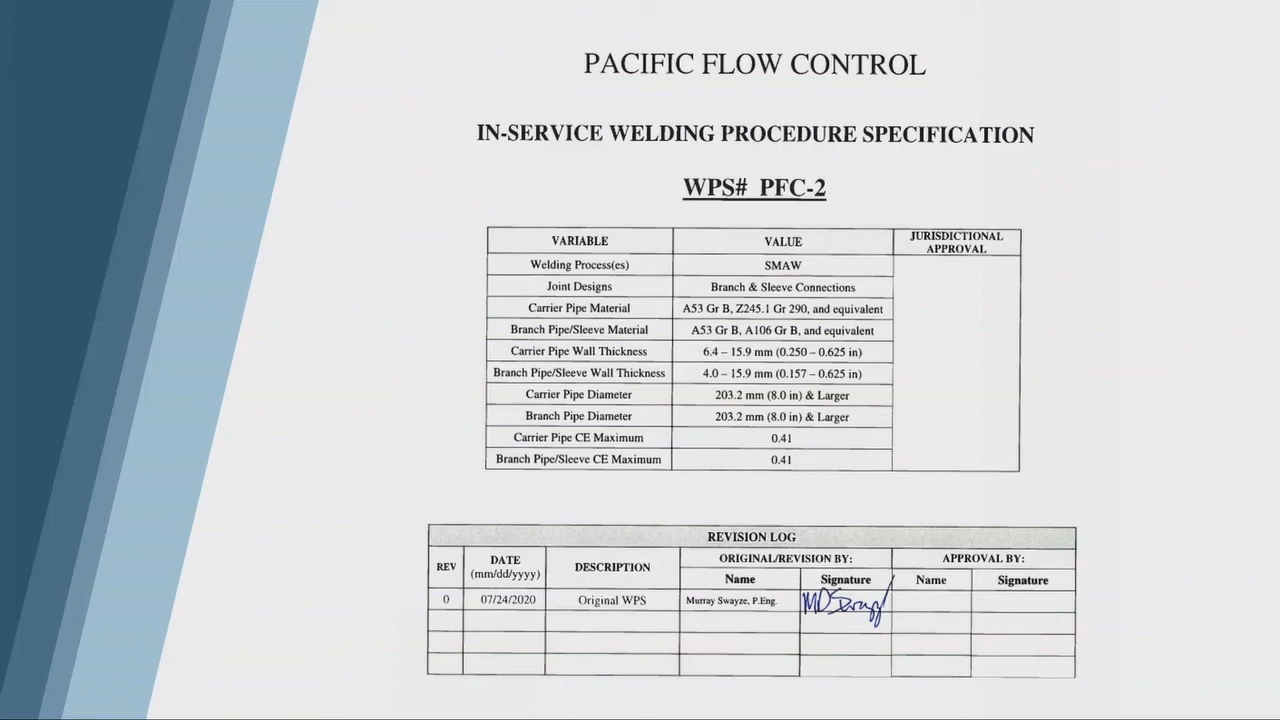 PACIFIC FLOW CONTROL
IN-SERVICE WELDING PROCEDURE SPECIFICATION
WPS# PFC-2
VARIABLE VALUE JURISDICTIONAL APPROVAL
Welding Process(es) SMAW
Joint Designs Branch & Sleeve Connections
Carrier Pipe Material A53 Gr B, Z245.1 Gr 290, and equivalent
Branch Pipe/Sleeve Material A53 Gr B, A106 Gr B, and equivalent
Carrier Pipe Wall Thickness 6.4 – 15.9 mm (0.250 – 0.625 in)
Branch Pipe/Sleeve Wall Thickness 4.0 – 15.9 mm (0.157 – 0.625 in)
Carrier Pipe Diameter 203.2 mm (8.0 in) & Larger
Branch Pipe Diameter 203.2 mm (8.0 in) & Larger
Carrier Pipe CE Maximum 0.41
Branch Pipe/Sleeve CE Maximum 0.41
REVISION LOG
REV DATE (mm/dd/yyyy) DESCRIPTION ORIGINAL/REVISION BY: APPROVAL BY:
Name Signature Name Signature
0 07/24/2020 Original WPS Murray Swayze, P.Eng.